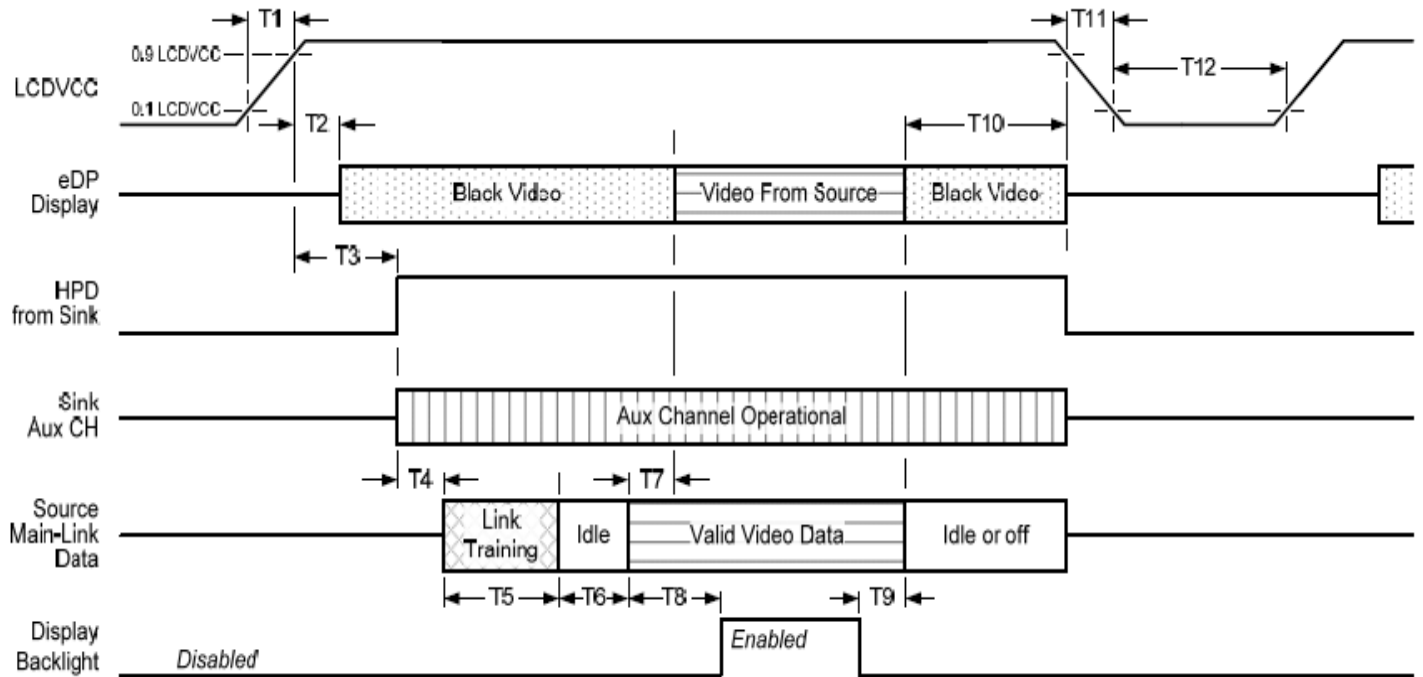 T1
T11
0.9 LCDVCC
LCDVCC
T12
0.1 LCDVCC
T2
T10
eDP
Display
Black Video
Video From Source
Black Video
T3
HPD
from Sink
Sink
Aux CH
Aux Channel Operational
T4
T7
Source
Main-Link
Data
Link
Training
Idle
Valid Video Data
Idle or off
T5
T6
T8
T9
Display
Backlight
Disabled
Enabled